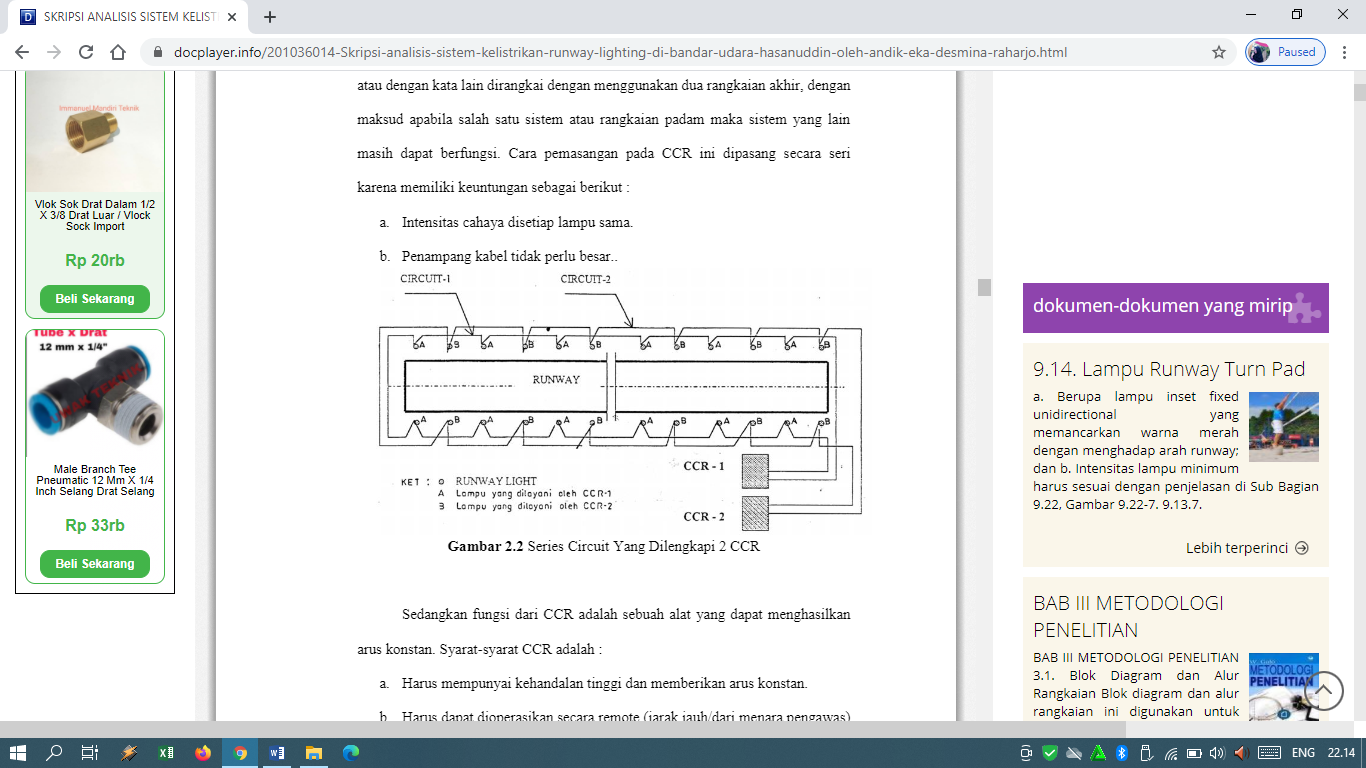 SKRIPSI ANALISIS SISTEM KELIST
docplayer.info/201036014-Skripsi-analisis-sistem-kelistrikan-runway-lighting-di-bandar-udara-hasanuddin-oleh-andik-eka-desmina-raharjo.html
Paused
Immanuel Mandiri Teknik
Vlok Sok Drat Dalam 1/2
X 3/8 Drat Luar / Vlock
Sock Import
Rp 20rb
Beli Sekarang
Tube x Drat
12 mm x 1/4"
Male Branch Tee
Pneumatic 12 Mm X 1/4
Inch Selang Drat Selang
Rp 33rb
Beli Sekarang
atau dengan kata lain dirangkai dengan menggunakan dua rangkaian akhir, dengan
maksud apabila salah satu sistem atau rangkaian padam maka sistem yang lain
masih dapat berfungsi. Cara pemasangan pada CCR ini dipasang secara seri
karena memiliki keuntungan sebagai berikut :
a. Intensitas cahaya disetiap lampu sama.
b. Penampang kabel tidak perlu besar..
CIRCUIT-1 CIRCUIT-2
A B A B A B A B A B A B
RUNWAY
A B A B A B A B A B A B
CCR - 1
KET : RUNWAY LIGHT
A Lampu yang dilayani oleh CCR-1
B Lampu yang dilayani oleh CCR-2
CCR - 2
Gambar 2.2 Series Circuit Yang Dilengkapi 2 CCR
Sedangkan fungsi dari CCR adalah sebuah alat yang dapat menghasilkan
arus konstan. Syarat-syarat CCR adalah :
a. Harus mempunyai kehandalan tinggi dan memberikan arus konstan.
b. Harus dapat dioperasikan secara remote (jarak jauh/dari menara pengawas)
dokumen-dokumen yang mirip
9.14. Lampu Runway Turn Pad
a. Berupa lampu inset fixed
unidirectional yang
memancarkan warna merah
dengan menghadap arah runway;
dan b. Intensitas lampu minimum
harus sesuai dengan penjelasan di Sub Bagian
9.22, Gambar 9.22-7. 9.13.7.
Lebih terperinci
BAB III METODOLOGI
PENELITIAN
BAB III METODOLOGI PENELITIAN
3.1. Blok Diagram dan Alur
Rangkaian Blok diagram dan alur
rangkaian ini digunakan untuk
METODOLOGI
PENELITIAN
ENG 22.14